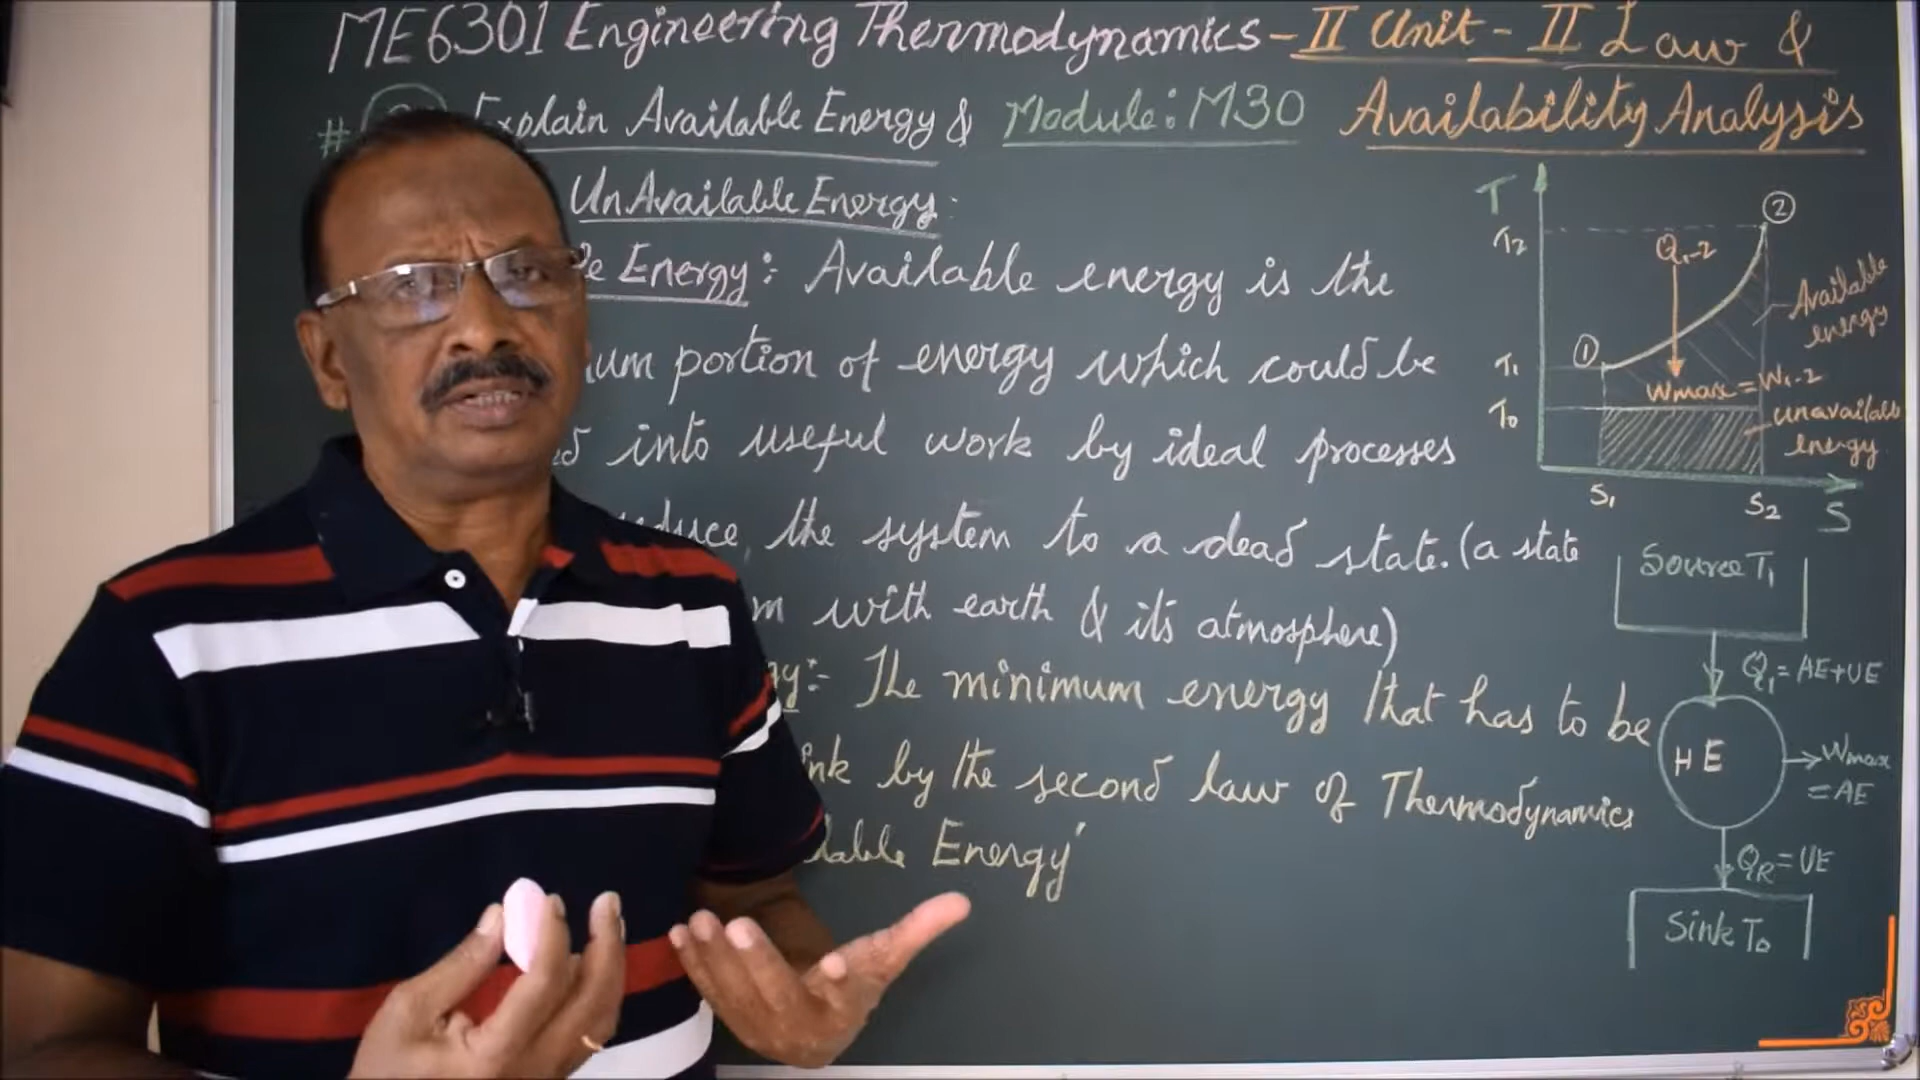 ME6301 Engineering Thermodynamics - II Unit - II Law &
# Explain Available Energy & Module: M30 Availability Analysis
UnAvailable Energy:
Energy:- Available energy is the
portion of energy which could be
into useful work by ideal processes
the system to a dead state. (a state
with earth & its atmosphere)
:- The minimum energy that has to be
by the second law of Thermodynamics
Energy'
T
T2
T1
T0
①
②
Q1-2
Wmax = W1-2
Available
energy
unavailable
energy
S1
S2
S
Source T1
Q1 = AE+UE
HE
Wmax
= AE
QR = UE
Sink T0